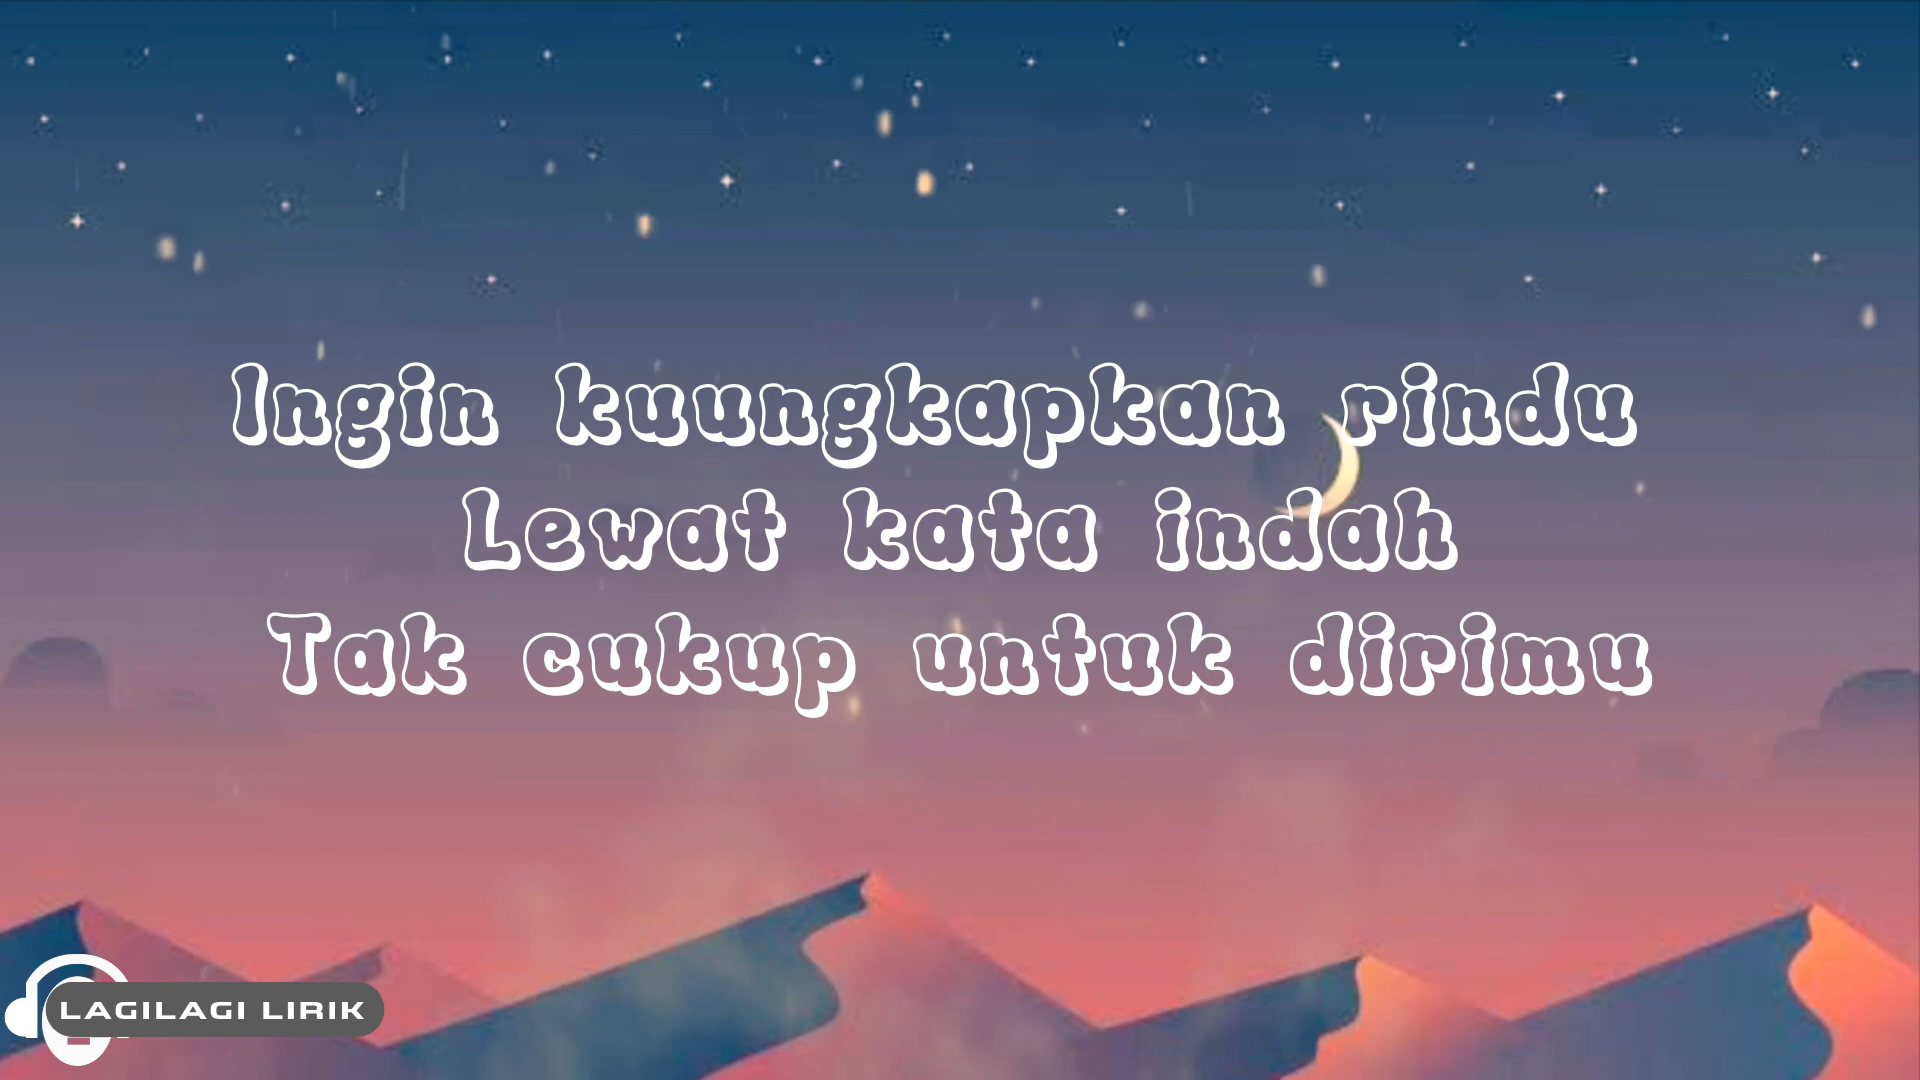 Ingin kuungkapkan rindu
Lewat kata indah
Tak cukup untuk dirimu
LAGILAGI LIRIK